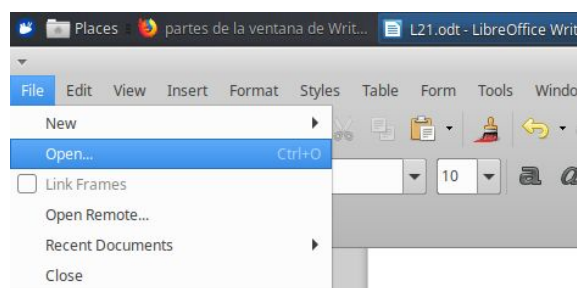 Places partes de la ventana de Writ... L21.odt - LibreOffice Writ
File Edit View Insert Format Styles Table Form Tools Windo
New
Open... Ctrl+O
10 a a
Link Frames
Open Remote...
Recent Documents
Close